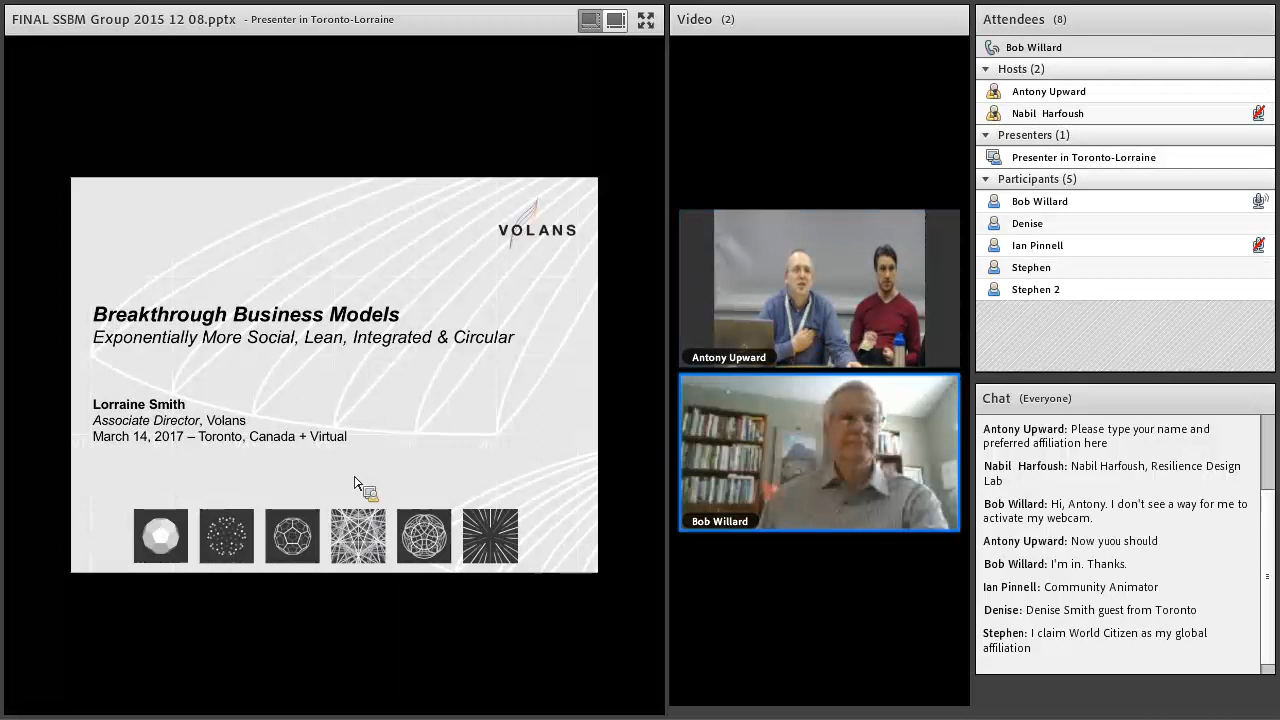 FINAL SSBM Group 2015 12 08.pptx - Presenter in Toronto-Lorraine
VOLANS
Breakthrough Business Models
Exponentially More Social, Lean, Integrated & Circular
Lorraine Smith
Associate Director, Volans
March 14, 2017 – Toronto, Canada + Virtual
Video (2)
Antony Upward
Bob Willard
Attendees (8)
Bob Willard
Hosts (2)
Antony Upward
Nabil Harfoush
Presenters (1)
Presenter in Toronto-Lorraine
Participants (5)
Bob Willard
Denise
Ian Pinnell
Stephen
Stephen 2
Chat (Everyone)
Antony Upward: Please type your name and
preferred affiliation here
Nabil Harfoush: Nabil Harfoush, Resilience Design
Lab
Bob Willard: Hi, Antony. I don't see a way for me to
activate my webcam.
Antony Upward: Now yuou should
Bob Willard: I'm in. Thanks.
Ian Pinnell: Community Animator
Denise: Denise Smith guest from Toronto
Stephen: I claim World Citizen as my global
affiliation